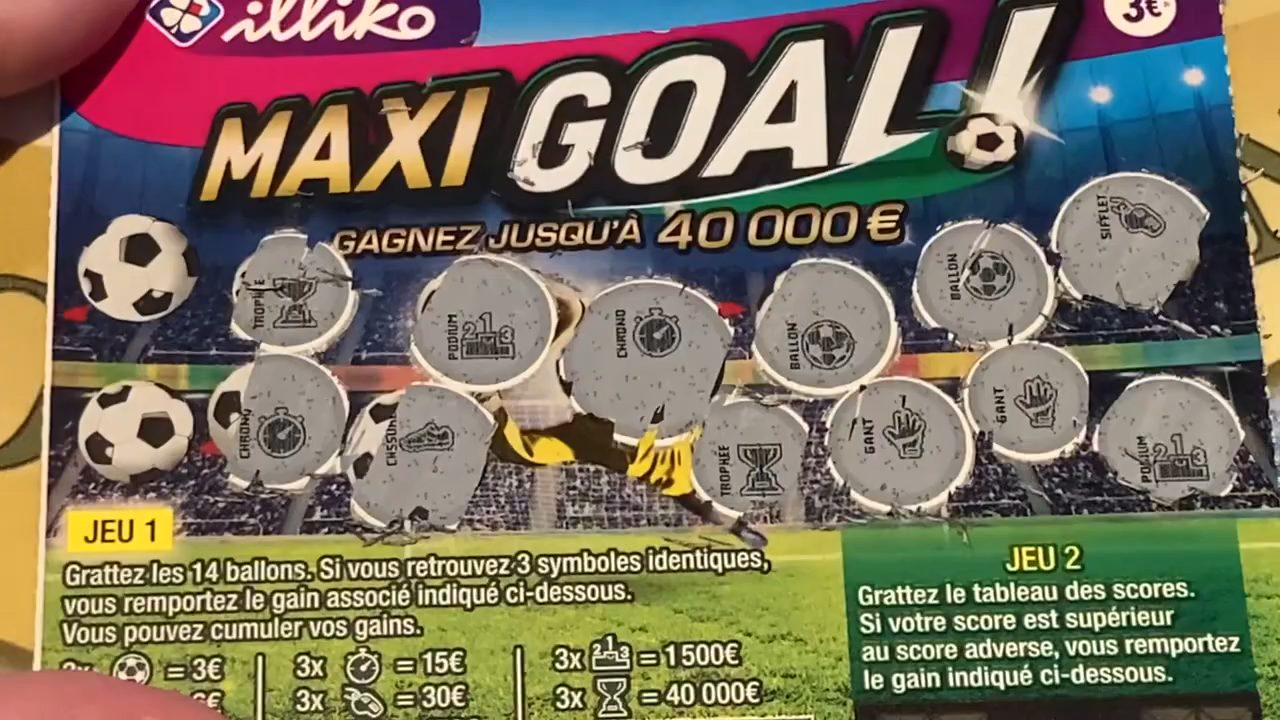 illiko
3€
MAXI GOAL!
GAGNEZ JUSQU'À 40 000 €
SIFFLET
BALLON
TROPHÉE
PODIUM
CHRONO
BALLON
CHRONO
GANT
GANT
TROPHEE
PODIUM
JEU 1
Grattez les 14 ballons. Si vous retrouvez 3 symboles identiques,
vous remportez le gain associé indiqué ci-dessous.
Vous pouvez cumuler vos gains.
= 3€
3x = 15€
3x = 1 500€
3x = 30€
3x = 40 000€
JEU 2
Grattez le tableau des scores.
Si votre score est supérieur
au score adverse, vous remportez
le gain indiqué ci-dessous.